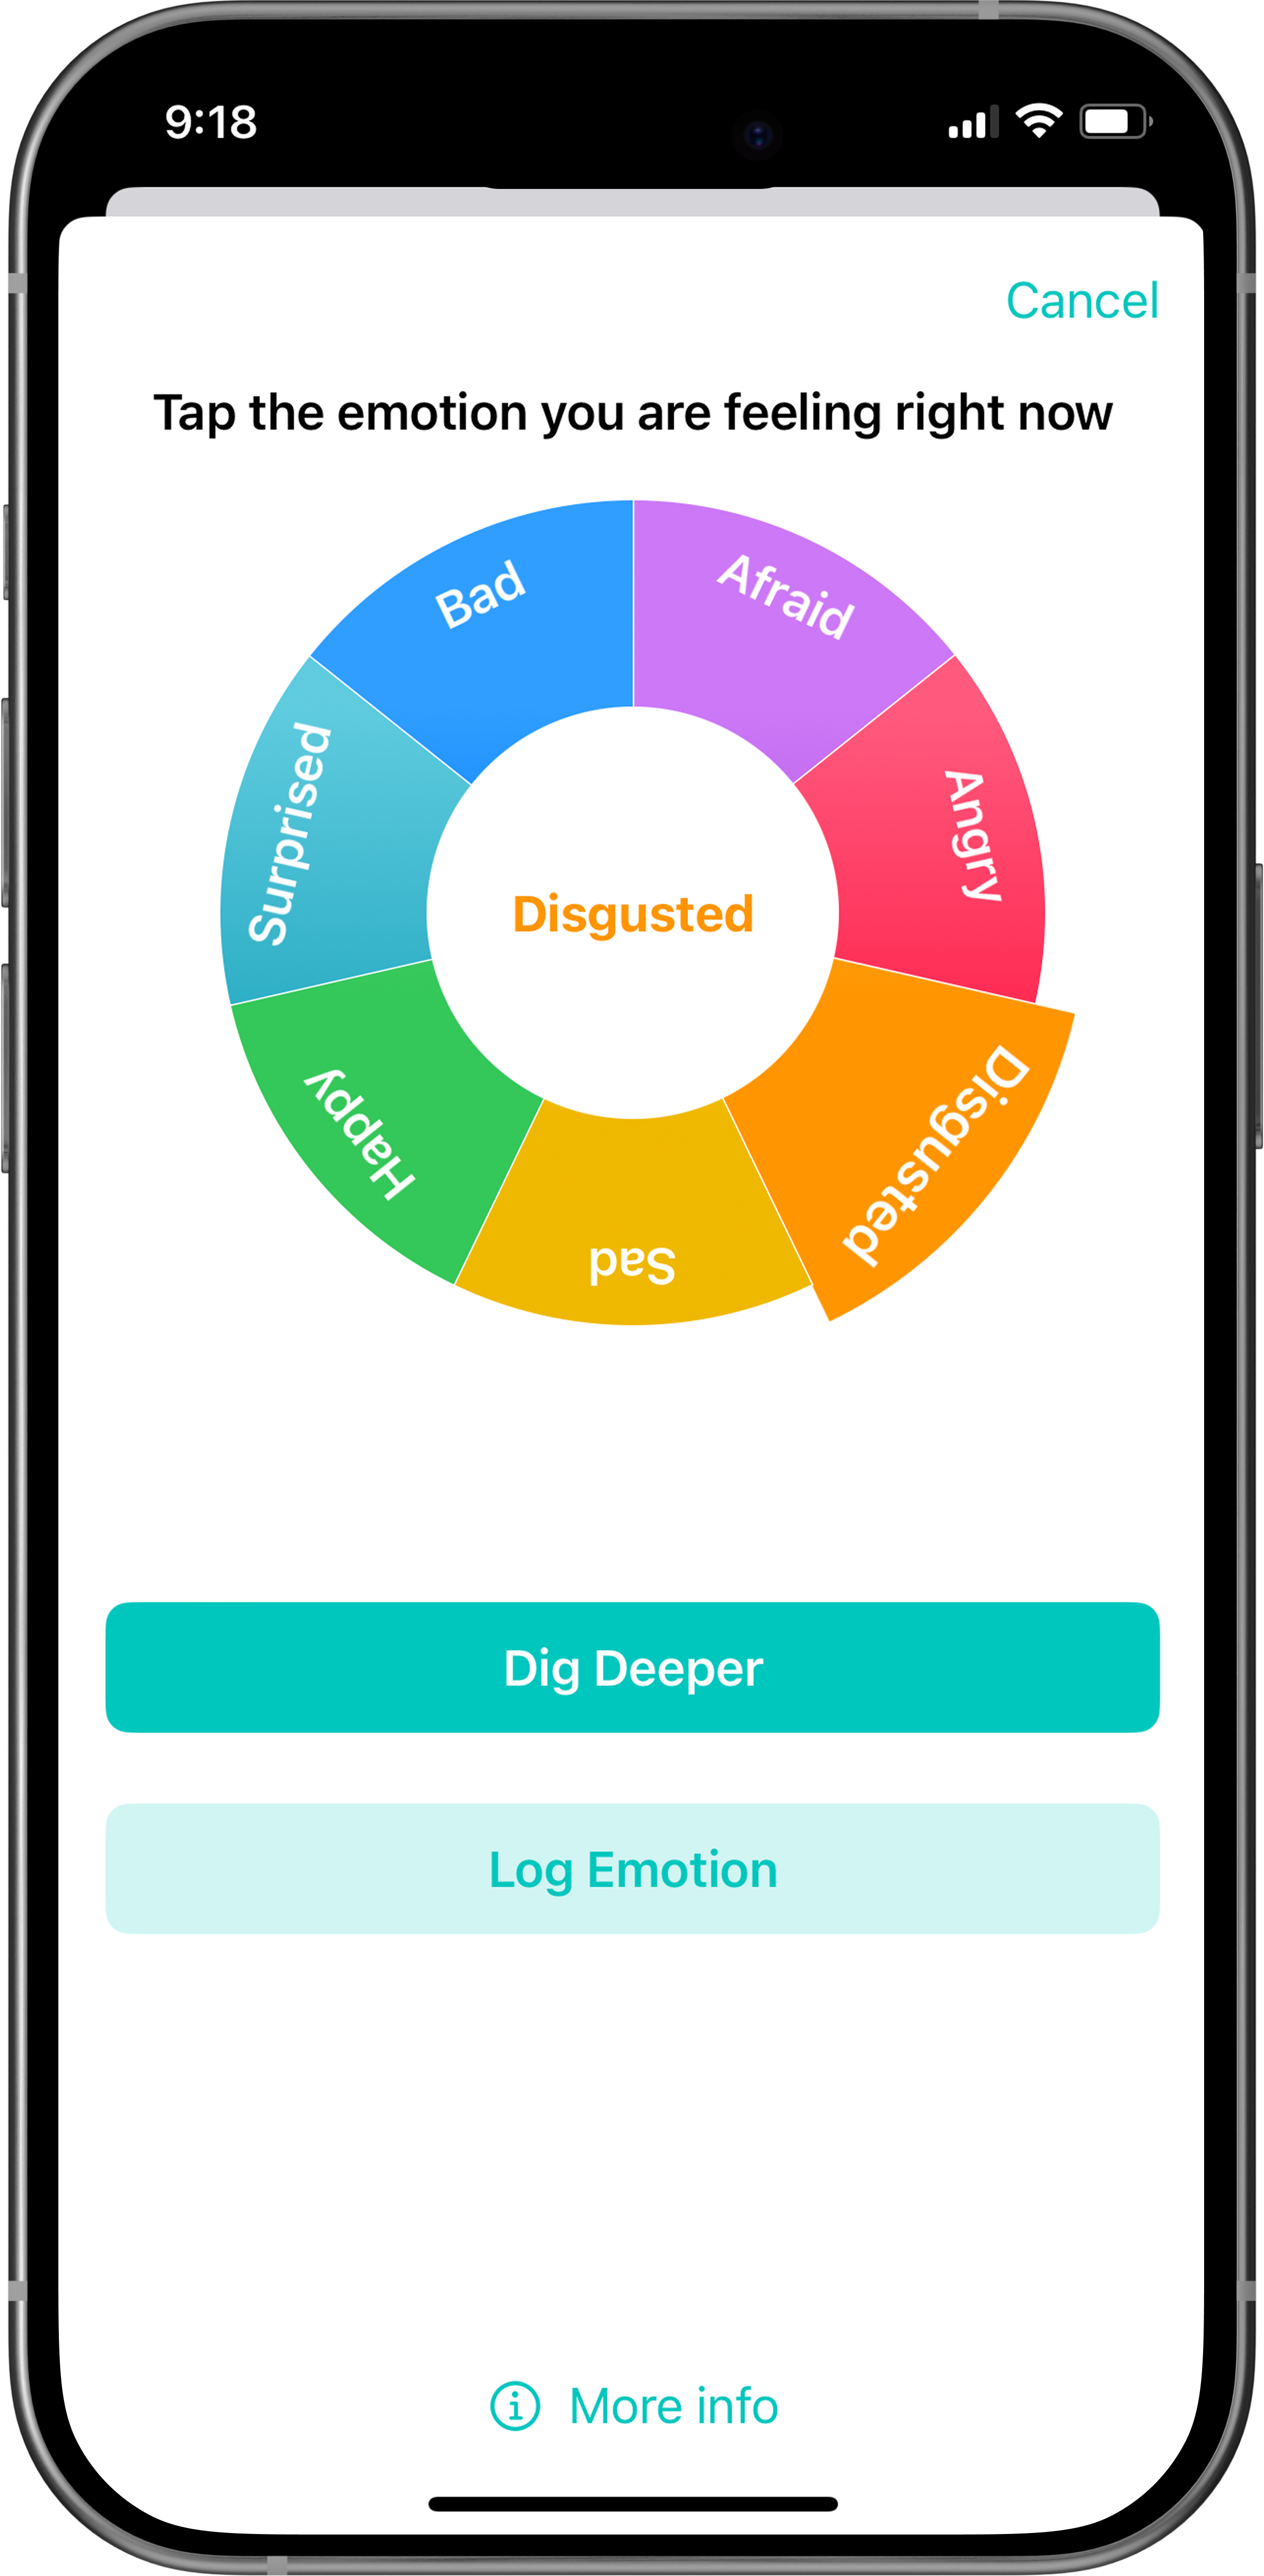 9:18
Cancel
Tap the emotion you are feeling right now
Bad
Afraid
Surprised
Angry
Disgusted
Happy
Disgusted
Sad
Dig Deeper
Log Emotion
More info